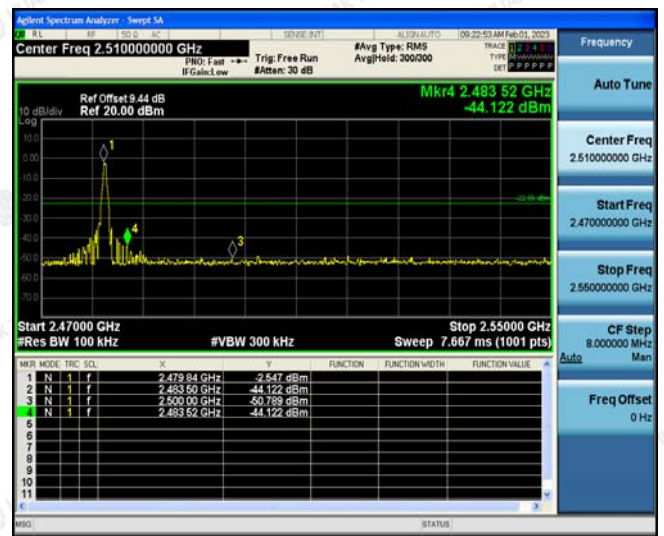 Agilent Spectrum Analyzer - Swept SA
RL RF 50 Ω AC SENSE:INT ALIGNAUTO 09:22:53 AM Feb 01, 2023
Center Freq 2.510000000 GHz
PNO: Fast
IFGain:Low
Trig: Free Run
#Atten: 30 dB
#Avg Type: RMS
Avg|Hold: 300/300
TRACE 1 2 3 4 5 6
TYPE
DET P P P P P P
Frequency
Auto Tune
Center Freq
2.510000000 GHz
Start Freq
2.470000000 GHz
Stop Freq
2.550000000 GHz
CF Step
8.000000 MHz
Auto Man
Freq Offset
0 Hz
Mkr4 2.483 52 GHz
-44.122 dBm
Ref Offset 9.44 dB
Ref 20.00 dBm
10 dB/div
Log
10.0
0.00
-10.0
-20.0
-30.0
-40.0
-50.0
-60.0
-70.0
1
4
3
Start 2.47000 GHz
Stop 2.55000 GHz
#Res BW 100 kHz
#VBW 300 kHz
Sweep 7.667 ms (1001 pts)
MKR MODE TRC SCL X Y FUNCTION FUNCTION WIDTH FUNCTION VALUE
1 N 1 f 2.479 84 GHz -2.547 dBm
2 N 1 f 2.483 50 GHz -44.122 dBm
3 N 1 f 2.500 00 GHz -50.789 dBm
4 N 1 f 2.483 52 GHz -44.122 dBm
5
6
7
8
9
10
11
MSG STATUS